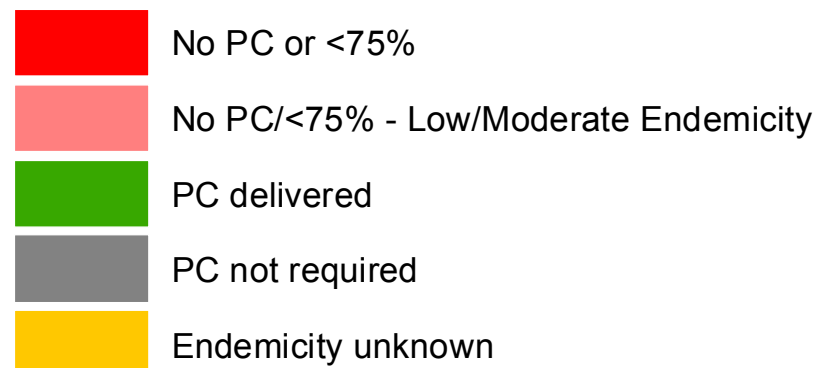 No PC or <75%
No PC/<75% - Low/Moderate Endemicity
PC delivered
PC not required
Endemicity unknown